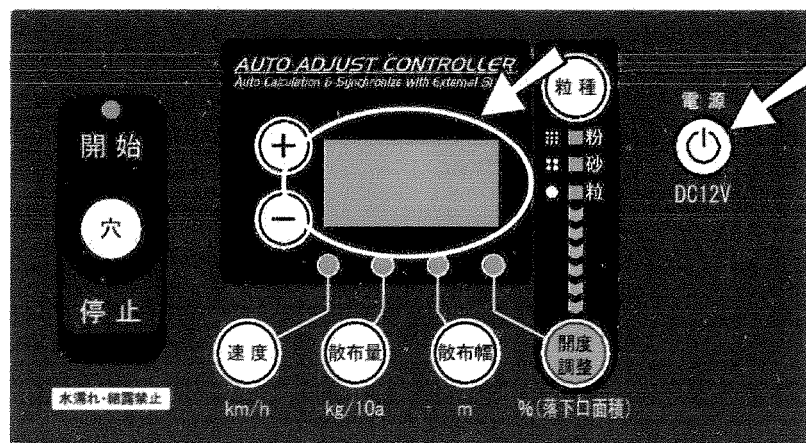 AUTO ADJUST CONTROLLER
Auto Calculation & Synchronize with External
粒種
電源
開始
+
粉
砂
DC12V
穴
−
粒
停止
速度
散布量
散布幅
開度
調整
水濡れ・結露禁止
km/h
kg/10a
m
%(落下口面積)